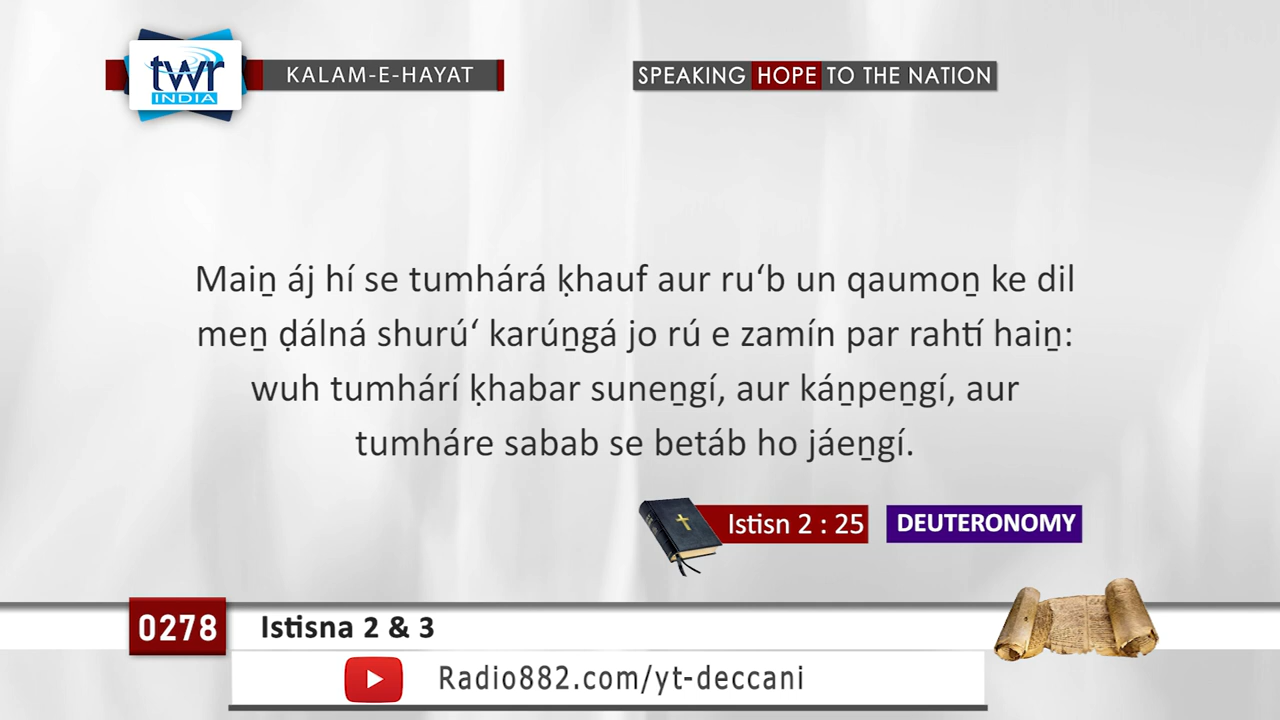 twr
INDIA
KALAM-E-HAYAT
SPEAKING HOPE TO THE NATION
Maiṉ áj hí se tumhárá ḳhauf aur ru‘b un qaumoṉ ke dil
meṉ ḍálná shurú‘ karúṉgá jo rú e zamín par rahtí haiṉ:
wuh tumhárí ḳhabar suneṉgí, aur káṉpeṉgí, aur
tumháre sabab se betáb ho jáeṉgí.
Istisn 2 : 25
DEUTERONOMY
0278
Istisna 2 & 3
Radio882.com/yt-deccani